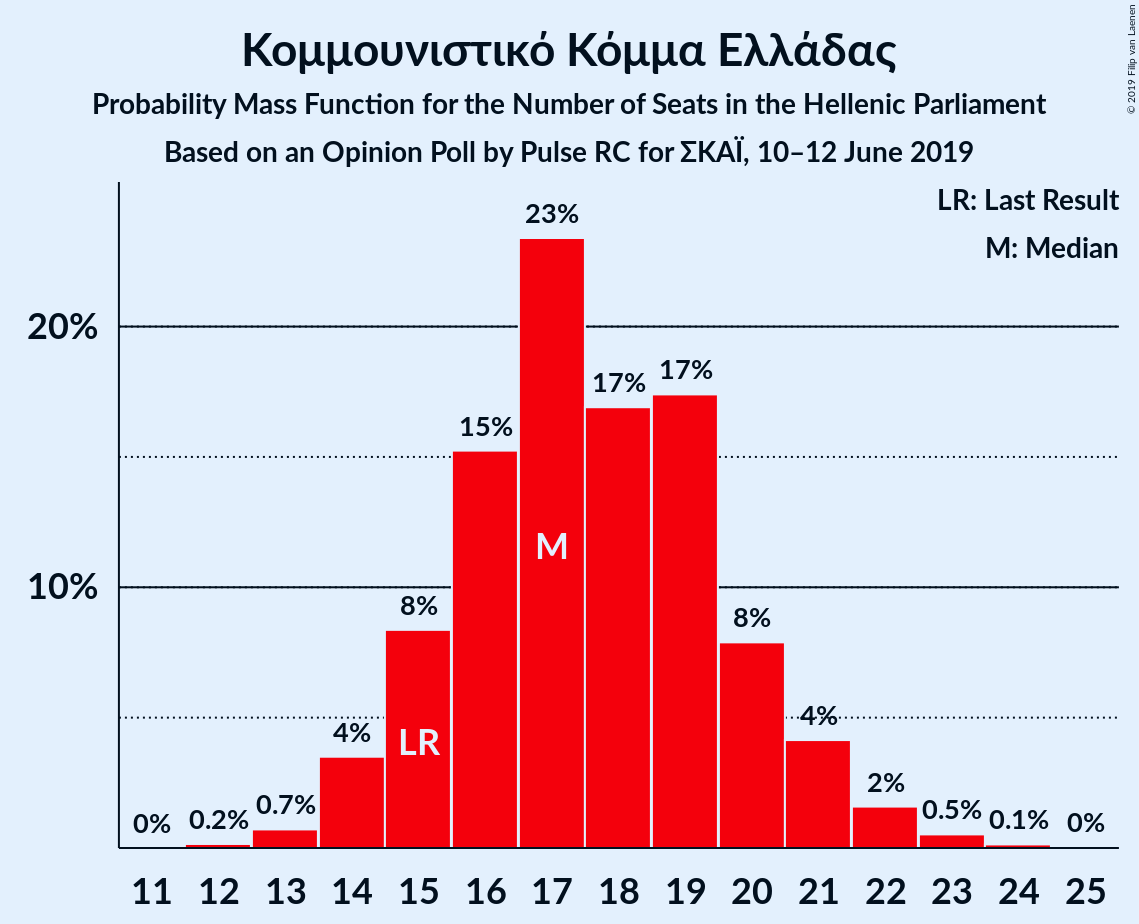 Κομμουνιστικό Κόμμα Ελλάδας
Probability Mass Function for the Number of Seats in the Hellenic Parliament
Based on an Opinion Poll by Pulse RC for ΣΚΑΪ, 10–12 June 2019
© 2019 Filip van Laenen
LR: Last Result
M: Median
20%
10%
0%
0.2%
0.7%
4%
8%
15%
23%
17%
17%
8%
4%
2%
0.5%
0.1%
0%
LR
M
11 12 13 14 15 16 17 18 19 20 21 22 23 24 25